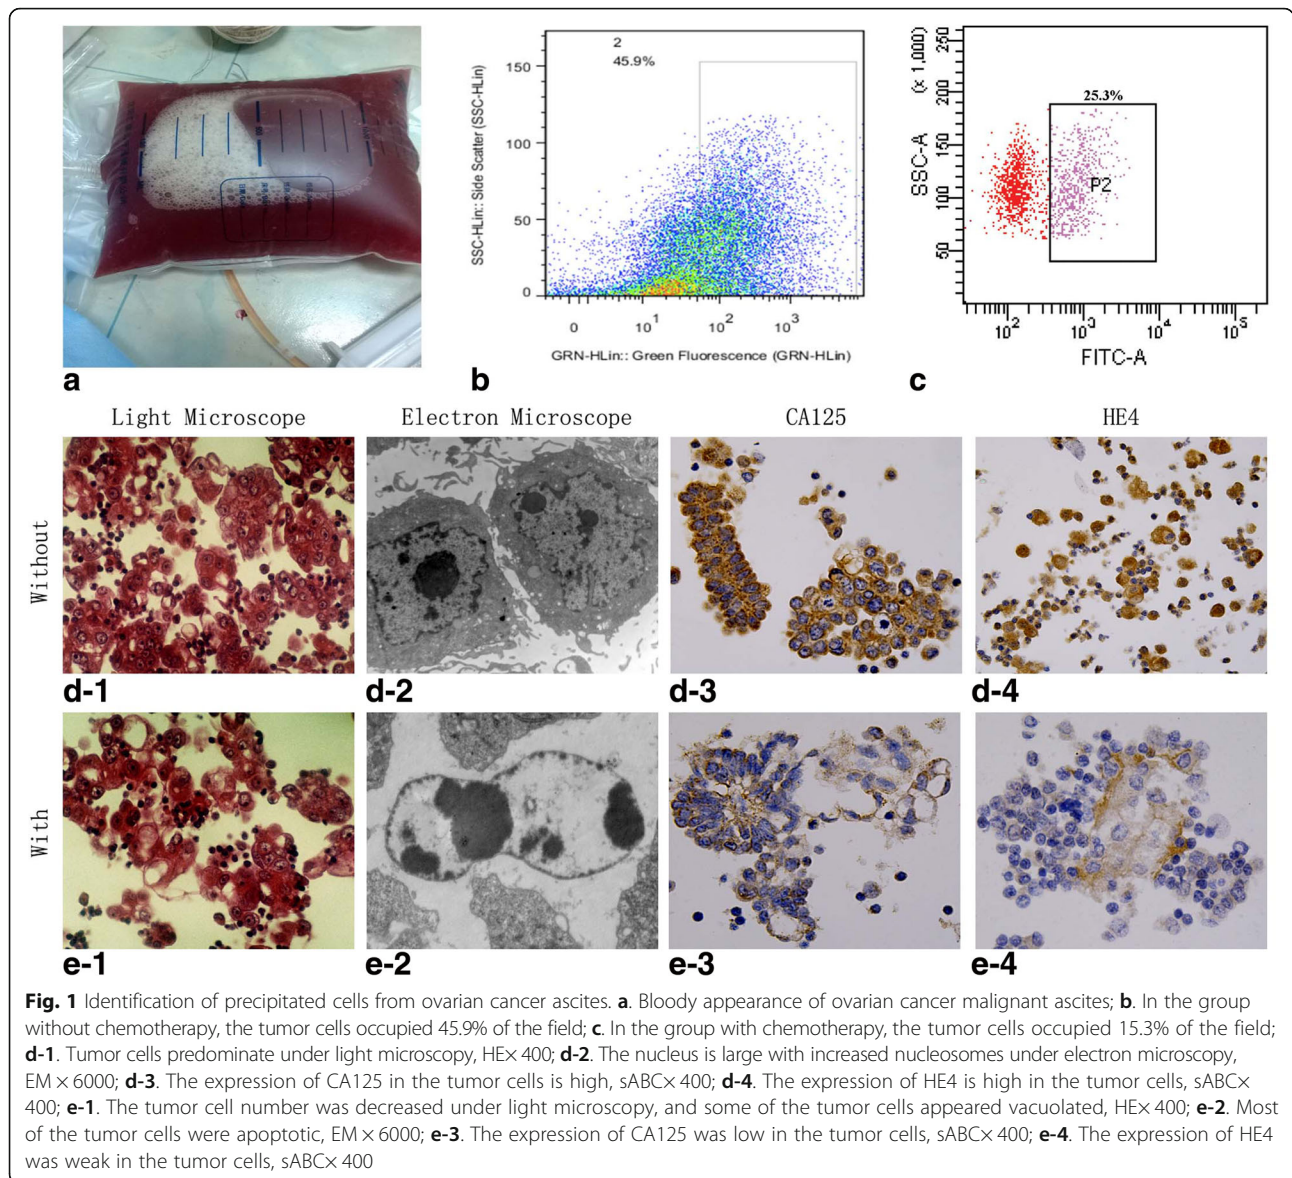 2
45.9%
150
100
50
0
SSC-HLin:: Side Scatter (SSC-HLin)
0 10¹ 10² 10³
GRN-HLin:: Green Fluorescence (GRN-HLin)
(× 1,000)
250
200
150
100
50
SSC-A
25.3%
P2
10² 10³ 10⁴ 10⁵
FITC-A
a b c
Light Microscope Electron Microscope CA125 HE4
Without
d-1 d-2 d-3 d-4
With
e-1 e-2 e-3 e-4
Fig. 1 Identification of precipitated cells from ovarian cancer ascites. a. Bloody appearance of ovarian cancer malignant ascites; b. In the group
without chemotherapy, the tumor cells occupied 45.9% of the field; c. In the group with chemotherapy, the tumor cells occupied 15.3% of the field;
d-1. Tumor cells predominate under light microscopy, HE× 400; d-2. The nucleus is large with increased nucleosomes under electron microscopy,
EM × 6000; d-3. The expression of CA125 in the tumor cells is high, sABC× 400; d-4. The expression of HE4 is high in the tumor cells, sABC×
400; e-1. The tumor cell number was decreased under light microscopy, and some of the tumor cells appeared vacuolated, HE× 400; e-2. Most
of the tumor cells were apoptotic, EM × 6000; e-3. The expression of CA125 was low in the tumor cells, sABC× 400; e-4. The expression of HE4
was weak in the tumor cells, sABC× 400